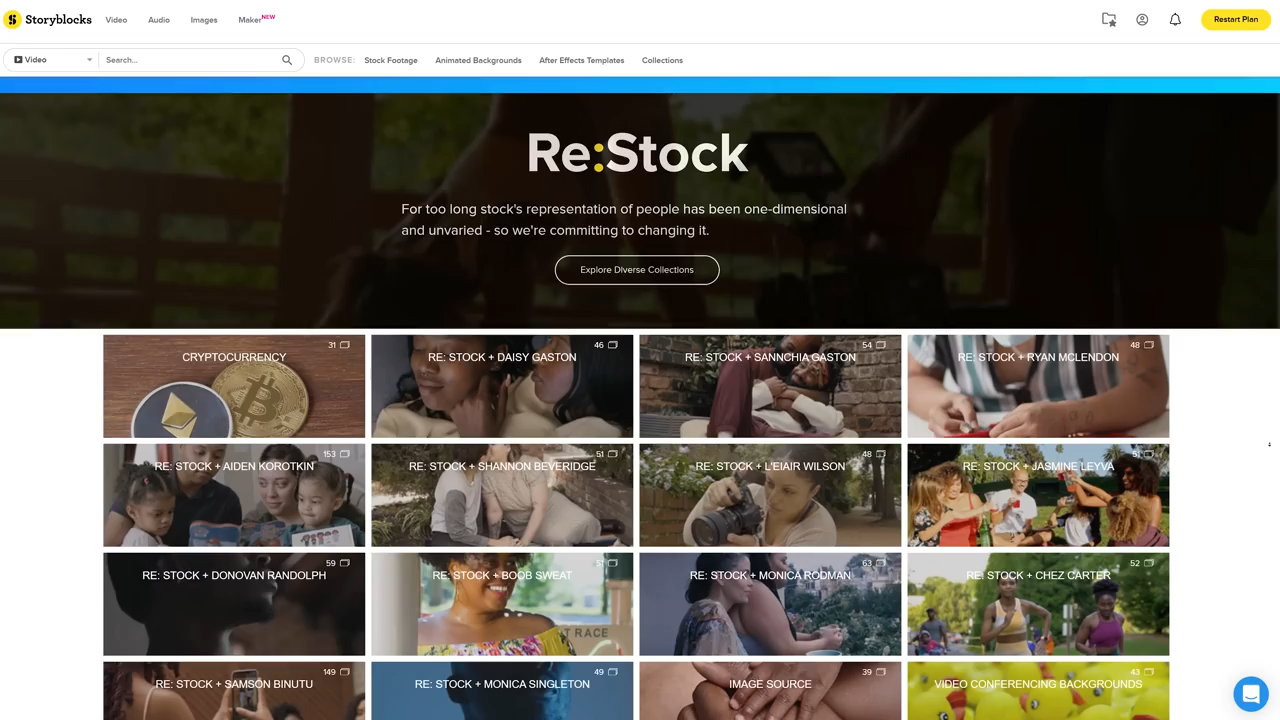 Storyblocks
Video Audio Images Maker NEW
Restart Plan
Video Search... BROWSE: Stock Footage Animated Backgrounds After Effects Templates Collections
Re:Stock
For too long stock's representation of people has been one-dimensional
and unvaried - so we're committing to changing it.
Explore Diverse Collections
31
CRYPTOCURRENCY
46
RE: STOCK + DAISY GASTON
54
RE: STOCK + SANNCHIA GASTON
48
RE: STOCK + RYAN MCLENDON
153
RE: STOCK + AIDEN KOROTKIN
51
RE: STOCK + SHANNON BEVERIDGE
48
RE: STOCK + L'EIAIR WILSON
51
RE: STOCK + JASMINE LEYVA
59
RE: STOCK + DONOVAN RANDOLPH
51
RE: STOCK + BOOB SWEAT
T RACE
63
RE: STOCK + MONICA RODMAN
52
RE: STOCK + CHEZ CARTER
149
RE: STOCK + SAMSON BINUTU
49
RE: STOCK + MONICA SINGLETON
39
IMAGE SOURCE
43
VIDEO CONFERENCING BACKGROUNDS